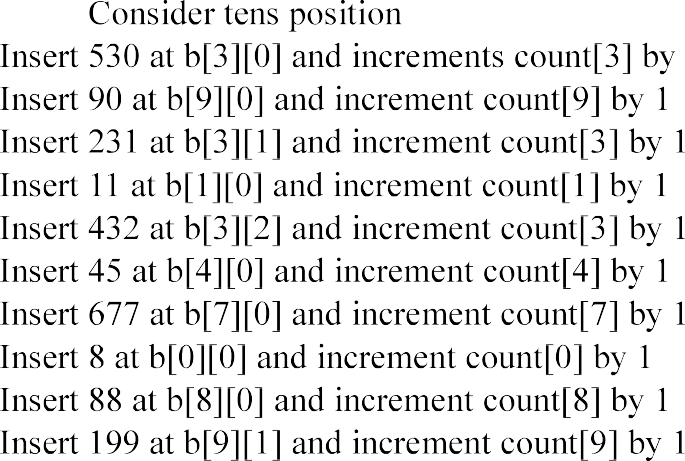 Consider tens position
Insert 530 at b[3][0] and increments count[3] by
Insert 90 at b[9][0] and increment count[9] by 1
Insert 231 at b[3][1] and increment count[3] by 1
Insert 11 at b[1][0] and increment count[1] by 1
Insert 432 at b[3][2] and increment count[3] by 1
Insert 45 at b[4][0] and increment count[4] by 1
Insert 677 at b[7][0] and increment count[7] by 1
Insert 8 at b[0][0] and increment count[0] by 1
Insert 88 at b[8][0] and increment count[8] by 1
Insert 199 at b[9][1] and increment count[9] by 1